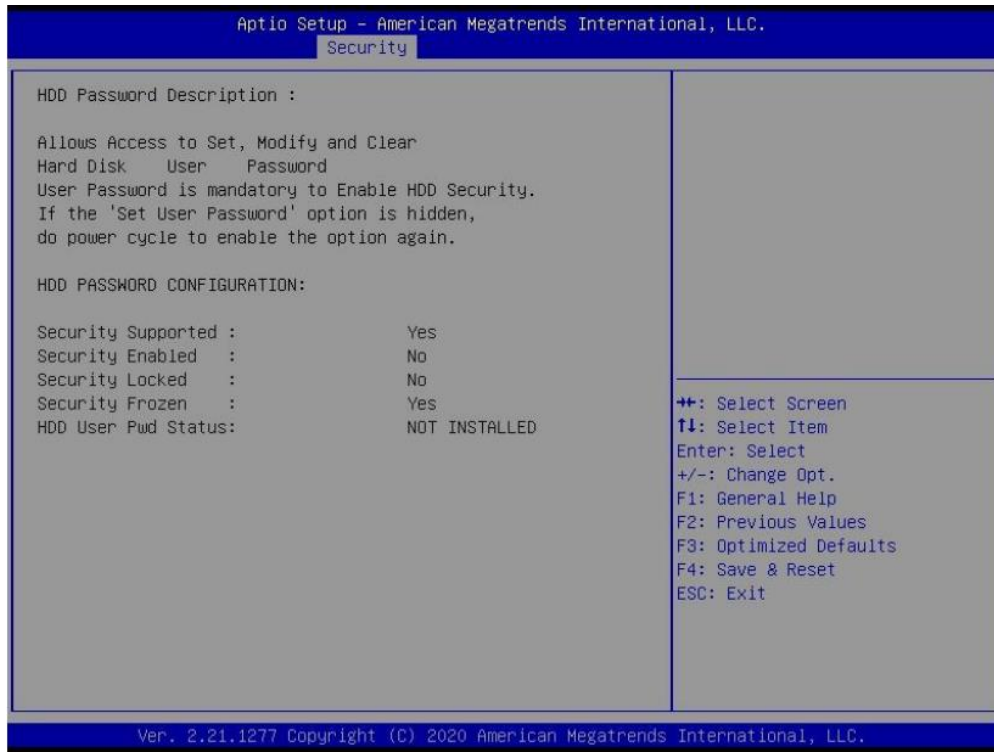 Aptio Setup – American Megatrends International, LLC.
Security
HDD Password Description :
Allows Access to Set, Modify and Clear
Hard Disk User Password
User Password is mandatory to Enable HDD Security.
If the 'Set User Password' option is hidden,
do power cycle to enable the option again.
HDD PASSWORD CONFIGURATION:
Security Supported : Yes
Security Enabled : No
Security Locked : No
Security Frozen : Yes
HDD User Pwd Status: NOT INSTALLED
→←: Select Screen
↑↓: Select Item
Enter: Select
+/-: Change Opt.
F1: General Help
F2: Previous Values
F3: Optimized Defaults
F4: Save & Reset
ESC: Exit
Ver. 2.21.1277 Copyright (C) 2020 American Megatrends International, LLC.